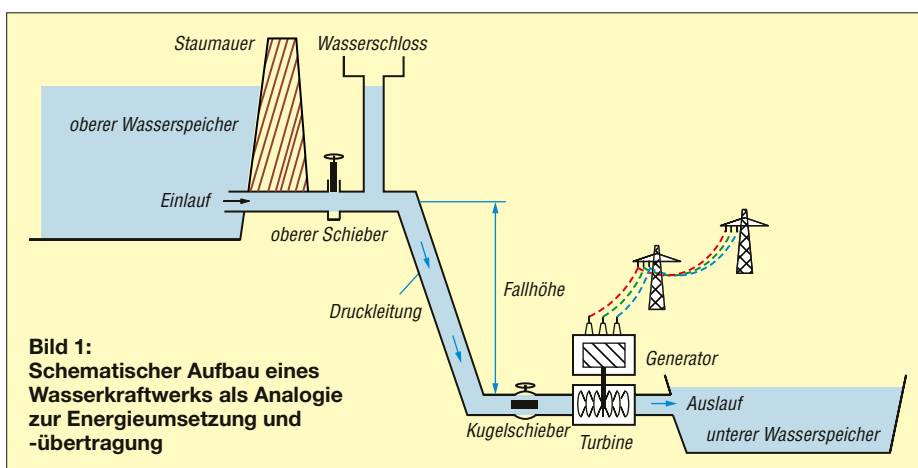 Staumauer
Wasserschloss
oberer Wasserspeicher
Einlauf
oberer Schieber
Druckleitung
Fallhöhe
Generator
Kugelschieber
Turbine
Auslauf
unterer Wasserspeicher
Bild 1:
Schematischer Aufbau eines
Wasserkraftwerks als Analogie
zur Energieumsetzung und
-übertragung